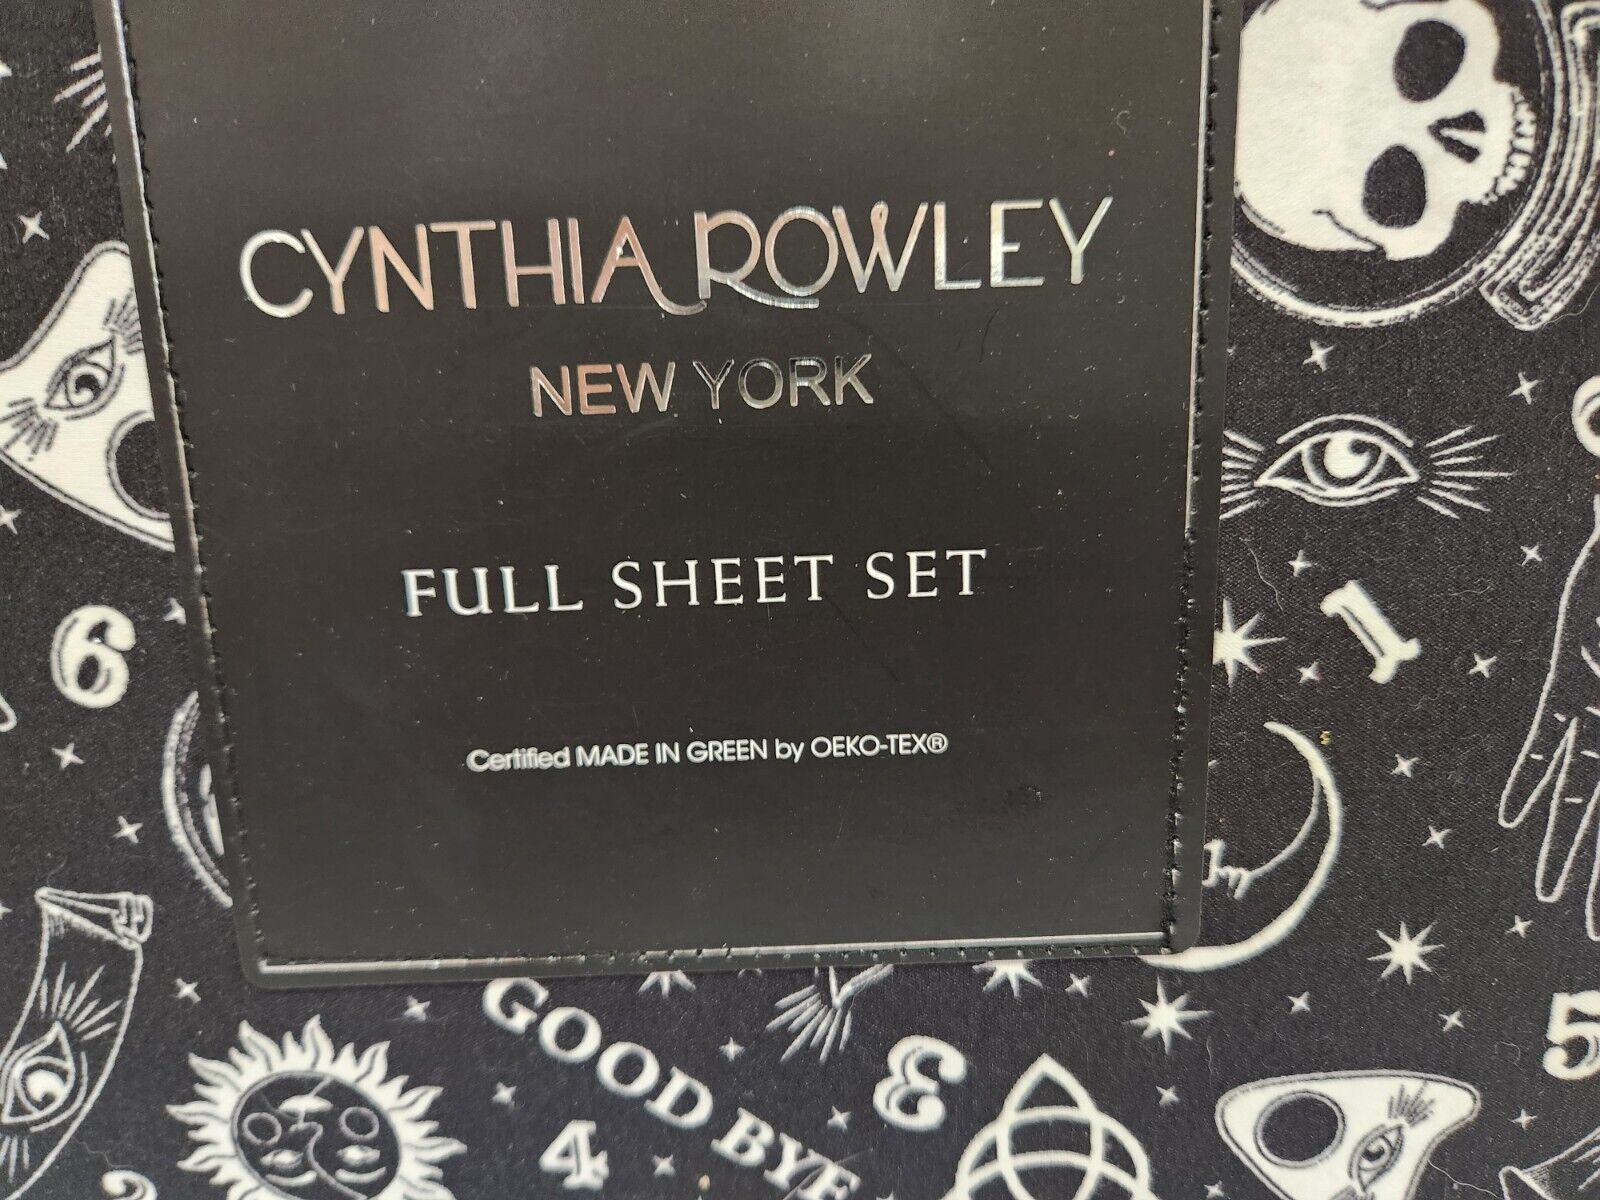 CYNTHIA ROWLEY
NEW YORK
FULL SHEET SET
Certified MADE IN GREEN by OEKO-TEX®
6
1
5
GOOD BYE
3
4